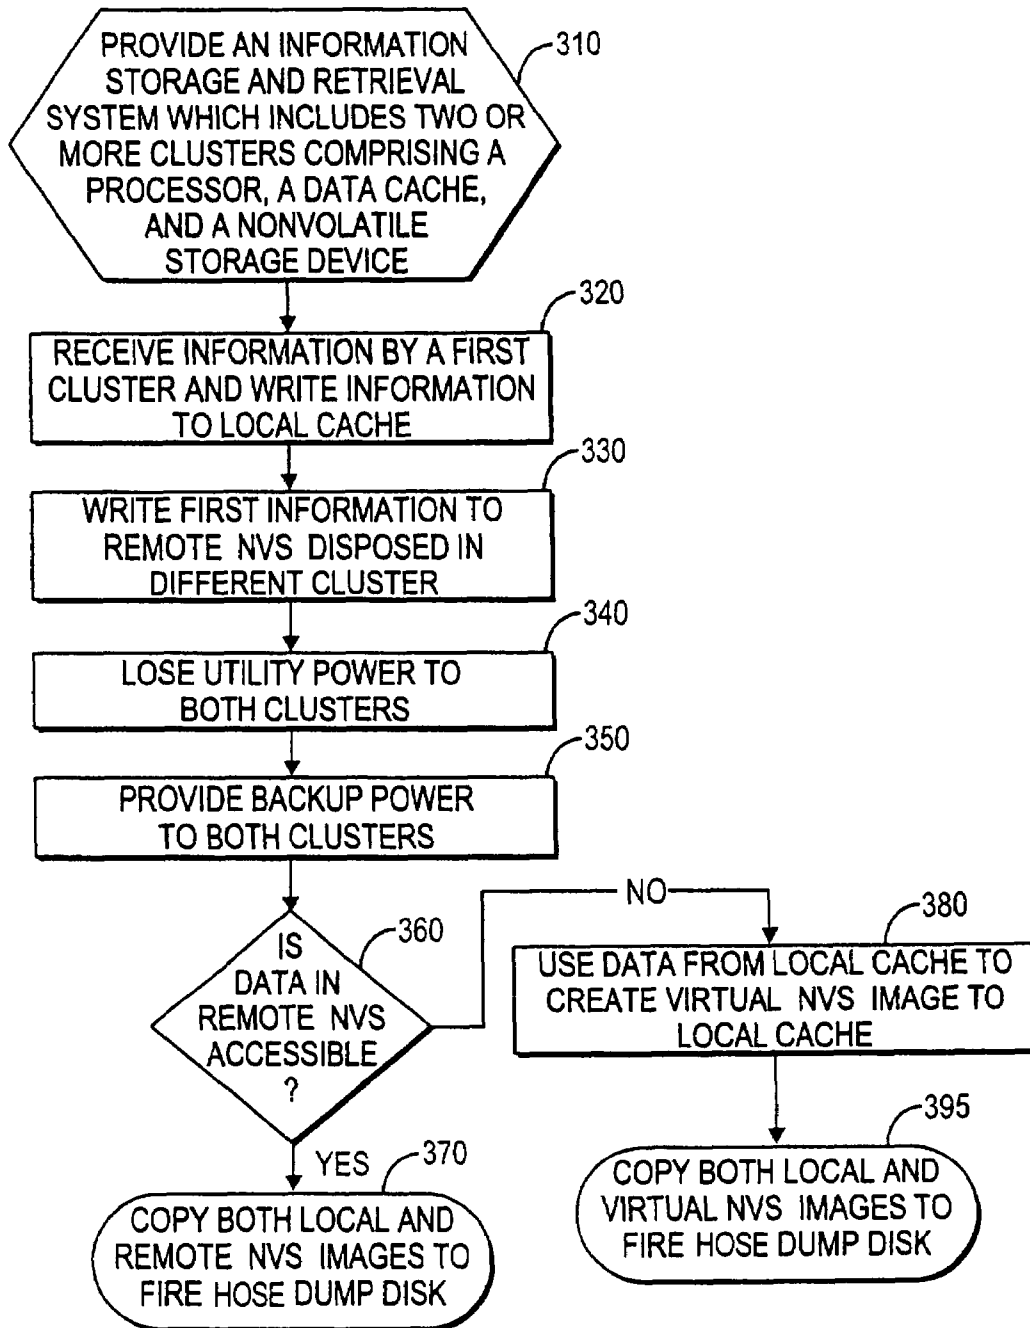 PROVIDE AN INFORMATION
STORAGE AND RETRIEVAL
SYSTEM WHICH INCLUDES TWO OR
MORE CLUSTERS COMPRISING A
PROCESSOR, A DATA CACHE,
AND A NONVOLATILE
STORAGE DEVICE
310
320
RECEIVE INFORMATION BY A FIRST
CLUSTER AND WRITE INFORMATION
TO LOCAL CACHE
330
WRITE FIRST INFORMATION TO
REMOTE NVS DISPOSED IN
DIFFERENT CLUSTER
340
LOSE UTILITY POWER TO
BOTH CLUSTERS
350
PROVIDE BACKUP POWER
TO BOTH CLUSTERS
360
IS
DATA IN
REMOTE NVS
ACCESSIBLE
?
NO
380
USE DATA FROM LOCAL CACHE TO
CREATE VIRTUAL NVS IMAGE TO
LOCAL CACHE
YES
370
COPY BOTH LOCAL AND
REMOTE NVS IMAGES TO
FIRE HOSE DUMP DISK
395
COPY BOTH LOCAL AND
VIRTUAL NVS IMAGES TO
FIRE HOSE DUMP DISK